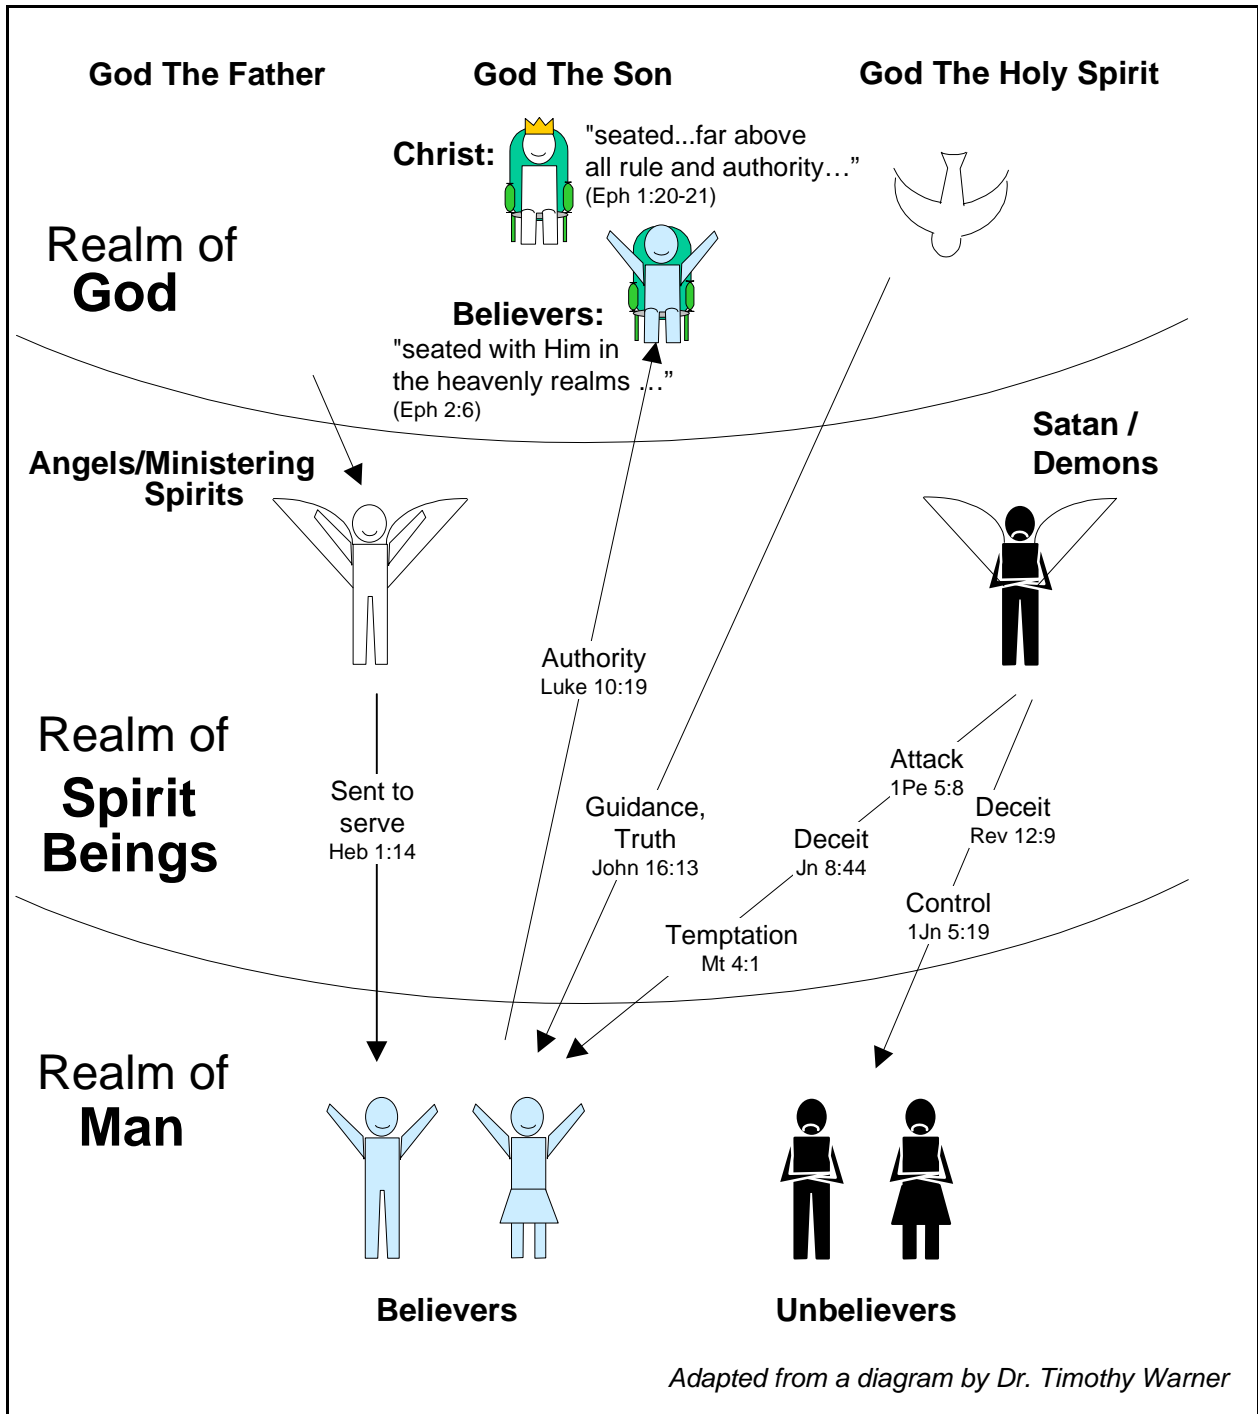 God The Father
God The Son
God The Holy Spirit
Christ:
"seated...far above
all rule and authority…”
(Eph 1:20-21)
Realm of
God
Believers:
"seated with Him in
the heavenly realms …”
(Eph 2:6)
Angels/Ministering
Spirits
Satan /
Demons
Authority
Luke 10:19
Realm of
Spirit
Beings
Sent to
serve
Heb 1:14
Guidance,
Truth
John 16:13
Attack
1Pe 5:8
Deceit
Jn 8:44
Temptation
Mt 4:1
Deceit
Rev 12:9
Control
1Jn 5:19
Realm of
Man
Believers
Unbelievers
Adapted from a diagram by Dr. Timothy Warner